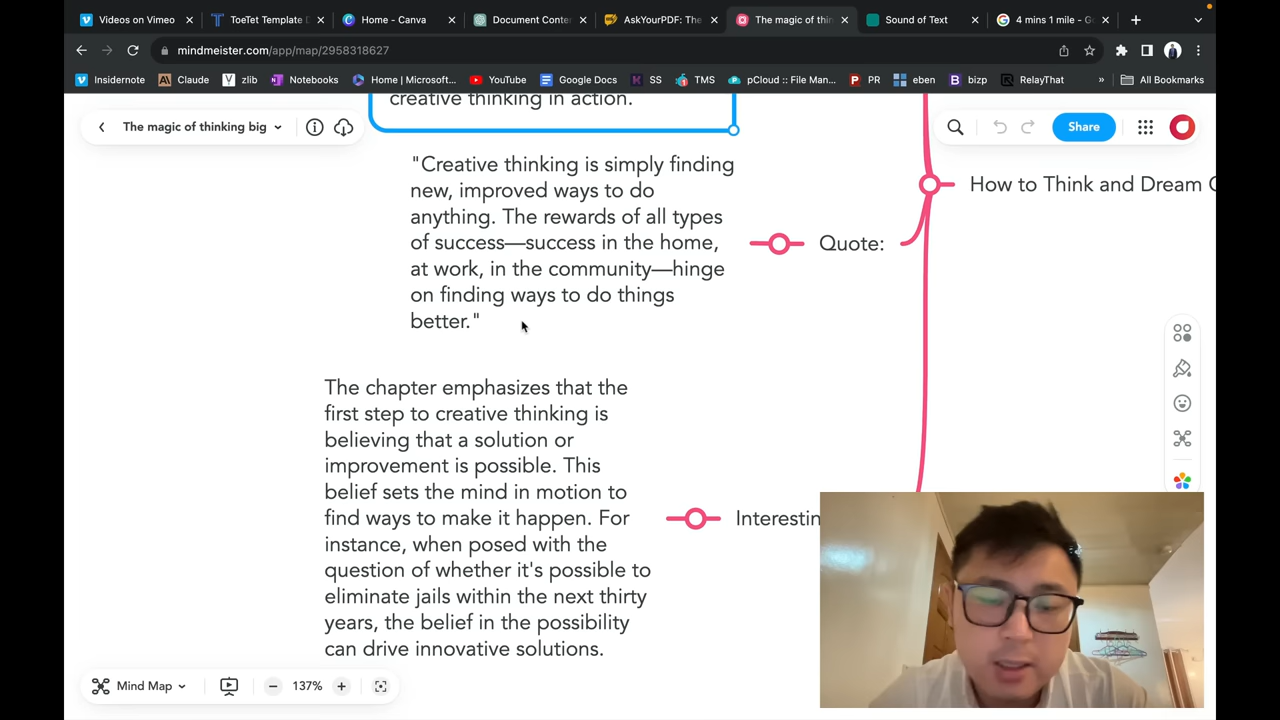 Videos on Vimeo
ToeTet Template D
Home - Canva
Document Conter
AskYourPDF: The
The magic of thin
Sound of Text
4 mins 1 mile - G
mindmeister.com/app/map/2958318627
Insidernote
Claude
zlib
Notebooks
Home | Microsoft...
YouTube
Google Docs
SS
TMS
pCloud :: File Man...
PR
eben
bizp
RelayThat
»
All Bookmarks
creative thinking in action.
The magic of thinking big
Share
"Creative thinking is simply finding
new, improved ways to do
anything. The rewards of all types
of success—success in the home,
at work, in the community—hinge
on finding ways to do things
better."
Quote:
How to Think and Dream C
The chapter emphasizes that the
first step to creative thinking is
believing that a solution or
improvement is possible. This
belief sets the mind in motion to
find ways to make it happen. For
instance, when posed with the
question of whether it's possible to
eliminate jails within the next thirty
years, the belief in the possibility
can drive innovative solutions.
Interestin
Mind Map
137%